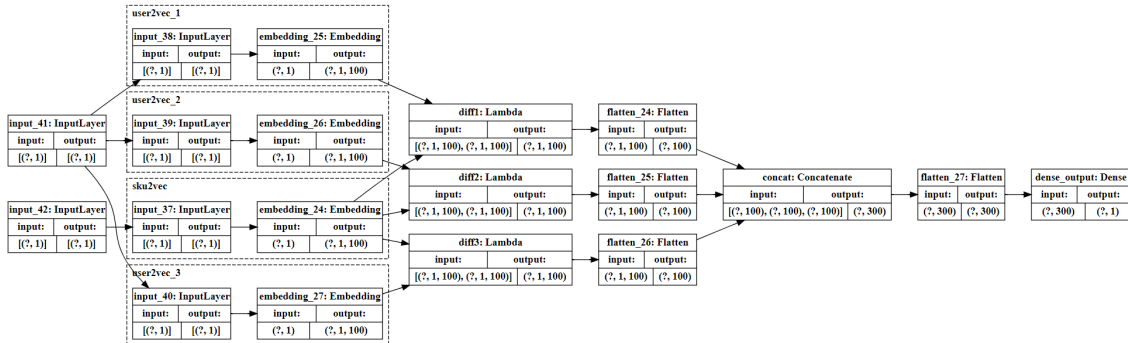 user2vec_1
input_38: InputLayer
input: output:
[(?, 1)] [(?, 1)]
embedding_25: Embedding
input: output:
(?, 1) (?, 1, 100)
user2vec_2
input_41: InputLayer
input: output:
[(?, 1)] [(?, 1)]
input_39: InputLayer
input: output:
[(?, 1)] [(?, 1)]
embedding_26: Embedding
input: output:
(?, 1) (?, 1, 100)
sku2vec
input_42: InputLayer
input: output:
[(?, 1)] [(?, 1)]
input_37: InputLayer
input: output:
[(?, 1)] [(?, 1)]
embedding_24: Embedding
input: output:
(?, 1) (?, 1, 100)
user2vec_3
input_40: InputLayer
input: output:
[(?, 1)] [(?, 1)]
embedding_27: Embedding
input: output:
(?, 1) (?, 1, 100)
diff1: Lambda
input: output:
[(?, 1, 100), (?, 1, 100)] (?, 1, 100)
flatten_24: Flatten
input: output:
(?, 1, 100) (?, 100)
diff2: Lambda
input: output:
[(?, 1, 100), (?, 1, 100)] (?, 1, 100)
flatten_25: Flatten
input: output:
(?, 1, 100) (?, 100)
diff3: Lambda
input: output:
[(?, 1, 100), (?, 1, 100)] (?, 1, 100)
flatten_26: Flatten
input: output:
(?, 1, 100) (?, 100)
concat: Concatenate
input: output:
[(?, 100), (?, 100), (?, 100)] (?, 300)
flatten_27: Flatten
input: output:
(?, 300) (?, 300)
dense_output: Dense
input: output:
(?, 300) (?, 1)